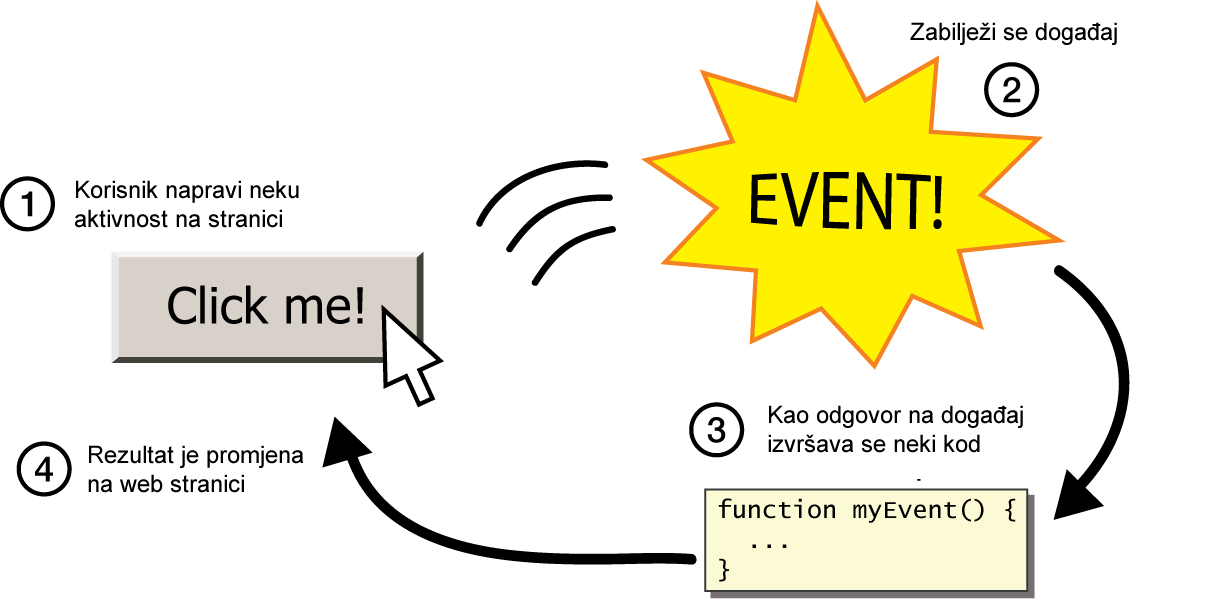 1
Korisnik napravi neku
aktivnost na stranici
Click me!
Zabilježi se događaj
2
EVENT!
3
Kao odgovor na događaj
izvršava se neki kod
function myEvent() {
...
}
4
Rezultat je promjena
na web stranici